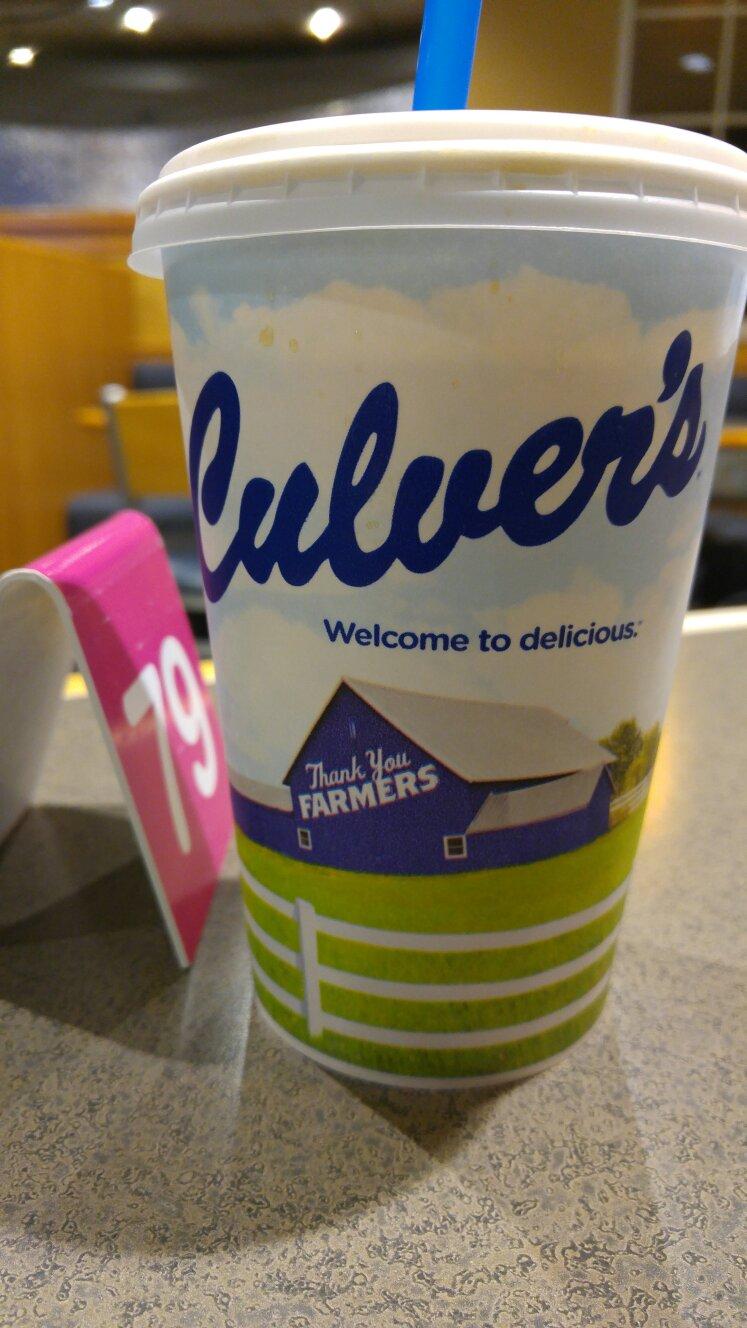 Culver's
Welcome to delicious.
Thank You
FARMERS
79